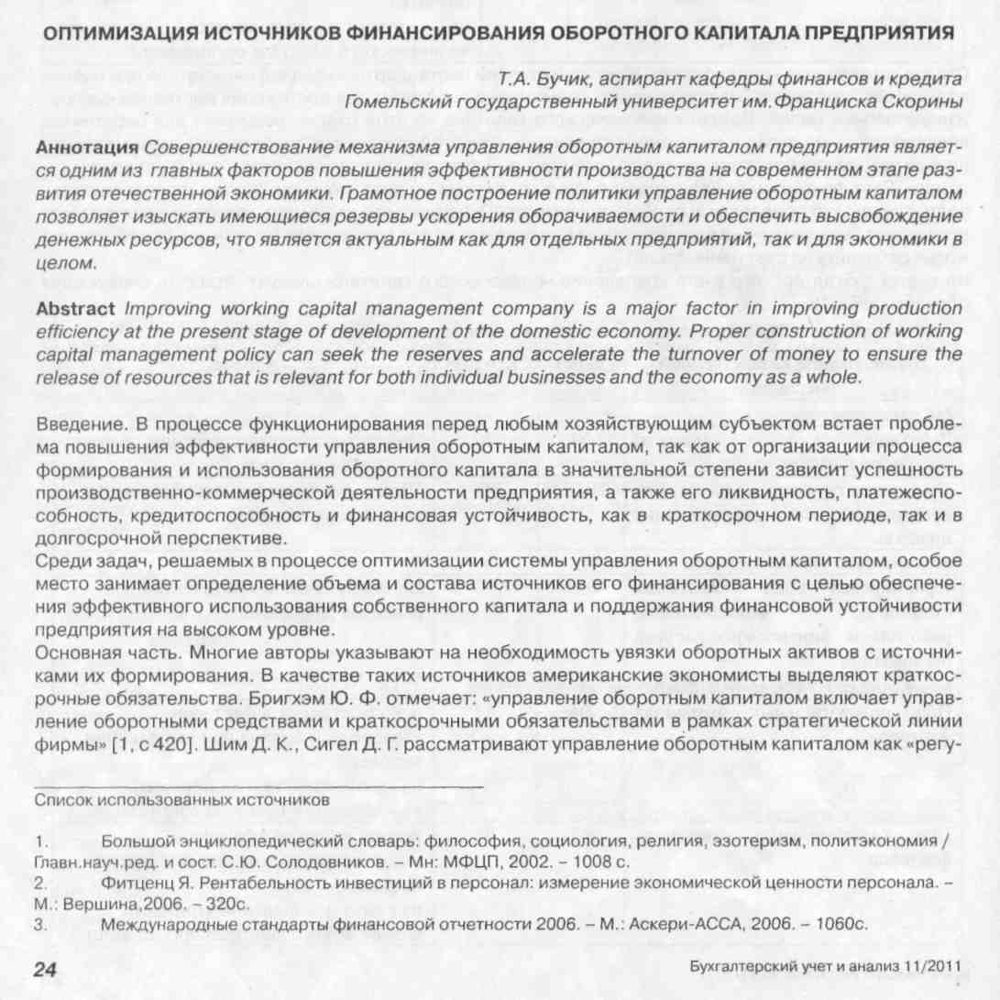 ОПТИМИЗАЦИЯ ИСТОЧНИКОВ ФИНАНСИРОВАНИЯ ОБОРОТНОГО КАПИТАЛА ПРЕДПРИЯТИЯ
Т.А. Бучик, аспирант кафедры финансов и кредита
Гомельский государственный университет им.Франциска Скорины
Аннотация Совершенствование механизма управления оборотным капиталом предприятия являет-
ся одним из главных факторов повышения эффективности производства на современном этапе раз-
вития отечественной экономики. Грамотное построение политики управление оборотным капиталом
позволяет изыскать имеющиеся резервы ускорения оборачиваемости и обеспечить высвобождение
денежных ресурсов, что является актуальным как для отдельных предприятий, так и для экономики в
целом.
Abstract Improving working capital management company is a major factor in improving production
efficiency at the present stage of development of the domestic economy. Proper construction of working
capital management policy can seek the reserves and accelerate the turnover of money to ensure the
release of resources that is relevant for both individual businesses and the economy as a whole.
Введение. В процессе функционирования перед любым хозяйствующим субъектом встает пробле-
ма повышения эффективности управления оборотным капиталом, так как от организации процесса
формирования и использования оборотного капитала в значительной степени зависит успешность
производственно-коммерческой деятельности предприятия, а также его ликвидность, платежеспо-
собность, кредитоспособность и финансовая устойчивость, как в краткосрочном периоде, так и в
долгосрочной перспективе.
Среди задач, решаемых в процессе оптимизации системы управления оборотным капиталом, особое
место занимает определение объема и состава источников его финансирования с целью обеспече-
ния эффективного использования собственного капитала и поддержания финансовой устойчивости
предприятия на высоком уровне.
Основная часть. Многие авторы указывают на необходимость увязки оборотных активов с источни-
ками их формирования. В качестве таких источников американские экономисты выделяют краткос-
рочные обязательства. Бригхэм Ю. Ф. отмечает: «управление оборотным капиталом включает управ-
ление оборотными средствами и краткосрочными обязательствами в рамках стратегической линии
фирмы» [1, с 420]. Шим Д. К., Сигел Д. Г. рассматривают управление оборотным капиталом как «регу-
Список использованных источников
1. Большой энциклопедический словарь: философия, социология, религия, эзотеризм, политэкономия /
Главн.науч.ред. и сост. С.Ю. Солодовников. – Мн: МФЦП, 2002. – 1008 с.
2. Фитценц Я. Рентабельность инвестиций в персонал: измерение экономической ценности персонала. –
М.: Вершина,2006. – 320с.
3. Международные стандарты финансовой отчетности 2006. – М.: Аскери-АССА, 2006. – 1060с.
24
Бухгалтерский учет и анализ 11/2011